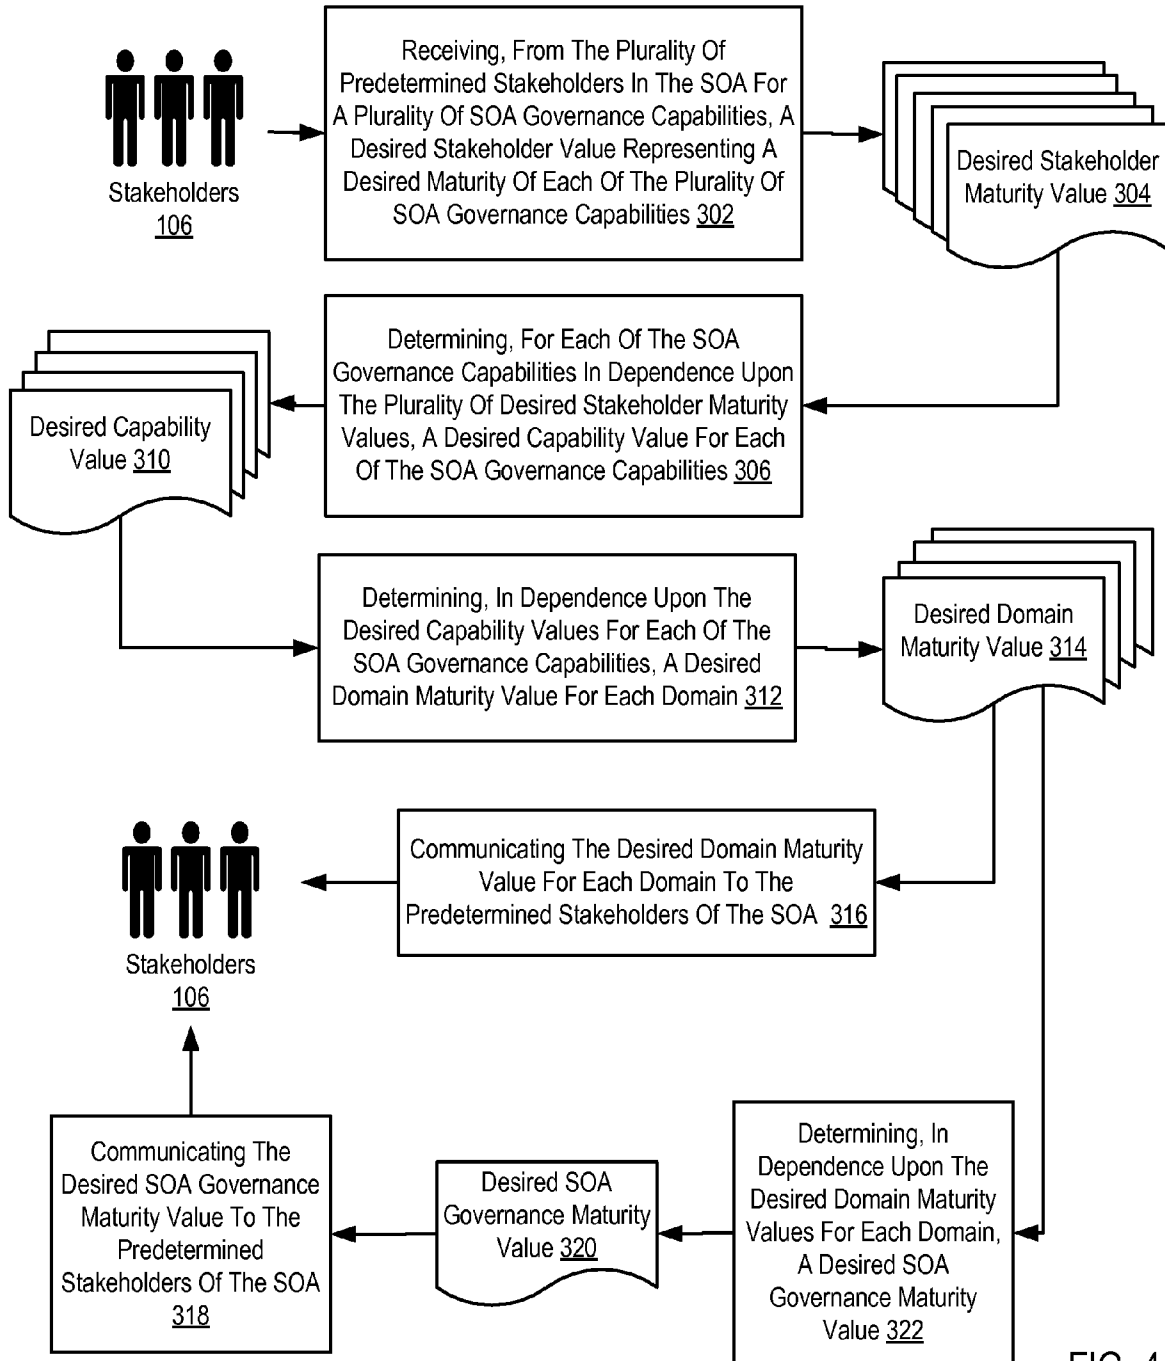 Receiving, From The Plurality Of
Predetermined Stakeholders In The SOA For
A Plurality Of SOA Governance Capabilities, A
Desired Stakeholder Value Representing A
Desired Maturity Of Each Of The Plurality Of
SOA Governance Capabilities 302
Stakeholders
106
Desired Stakeholder
Maturity Value 304
Determining, For Each Of The SOA
Governance Capabilities In Dependence Upon
The Plurality Of Desired Stakeholder Maturity
Values, A Desired Capability Value For Each
Of The SOA Governance Capabilities 306
Desired Capability
Value 310
Determining, In Dependence Upon The
Desired Capability Values For Each Of The
SOA Governance Capabilities, A Desired
Domain Maturity Value For Each Domain 312
Desired Domain
Maturity Value 314
Communicating The Desired Domain Maturity
Value For Each Domain To The
Predetermined Stakeholders Of The SOA 316
Stakeholders
106
Communicating The
Desired SOA Governance
Maturity Value To The
Predetermined
Stakeholders Of The SOA
318
Desired SOA
Governance Maturity
Value 320
Determining, In
Dependence Upon The
Desired Domain Maturity
Values For Each Domain,
A Desired SOA
Governance Maturity
Value 322
FIG. 4